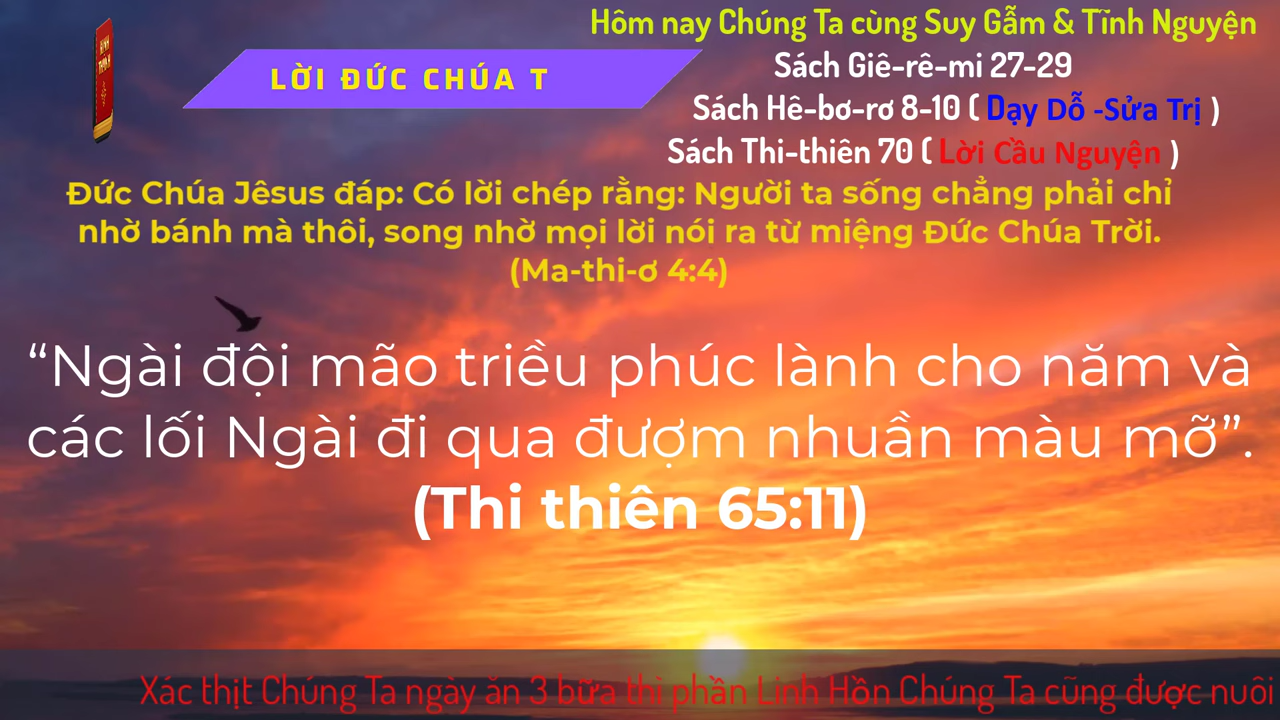 Hôm nay Chúng Ta cùng Suy Gẫm & Tĩnh Nguyện
LỜI ĐỨC CHÚA T
Sách Giê-rê-mi 27-29
Sách Hê-bơ-rơ 8-10 ( Dạy Dỗ -Sửa Trị )
Sách Thi-thiên 70 ( Lời Cầu Nguyện )
Đức Chúa Jêsus đáp: Có lời chép rằng: Người ta sống chẳng phải chỉ
nhờ bánh mà thôi, song nhờ mọi lời nói ra từ miệng Đức Chúa Trời.
(Ma-thi-ơ 4:4)
“Ngài đội mão triều phúc lành cho năm và
các lối Ngài đi qua đượm nhuần màu mỡ”.
(Thi thiên 65:11)
Xác thịt Chúng Ta ngày ăn 3 bữa thì phần Linh Hồn Chúng Ta cũng được nuôi